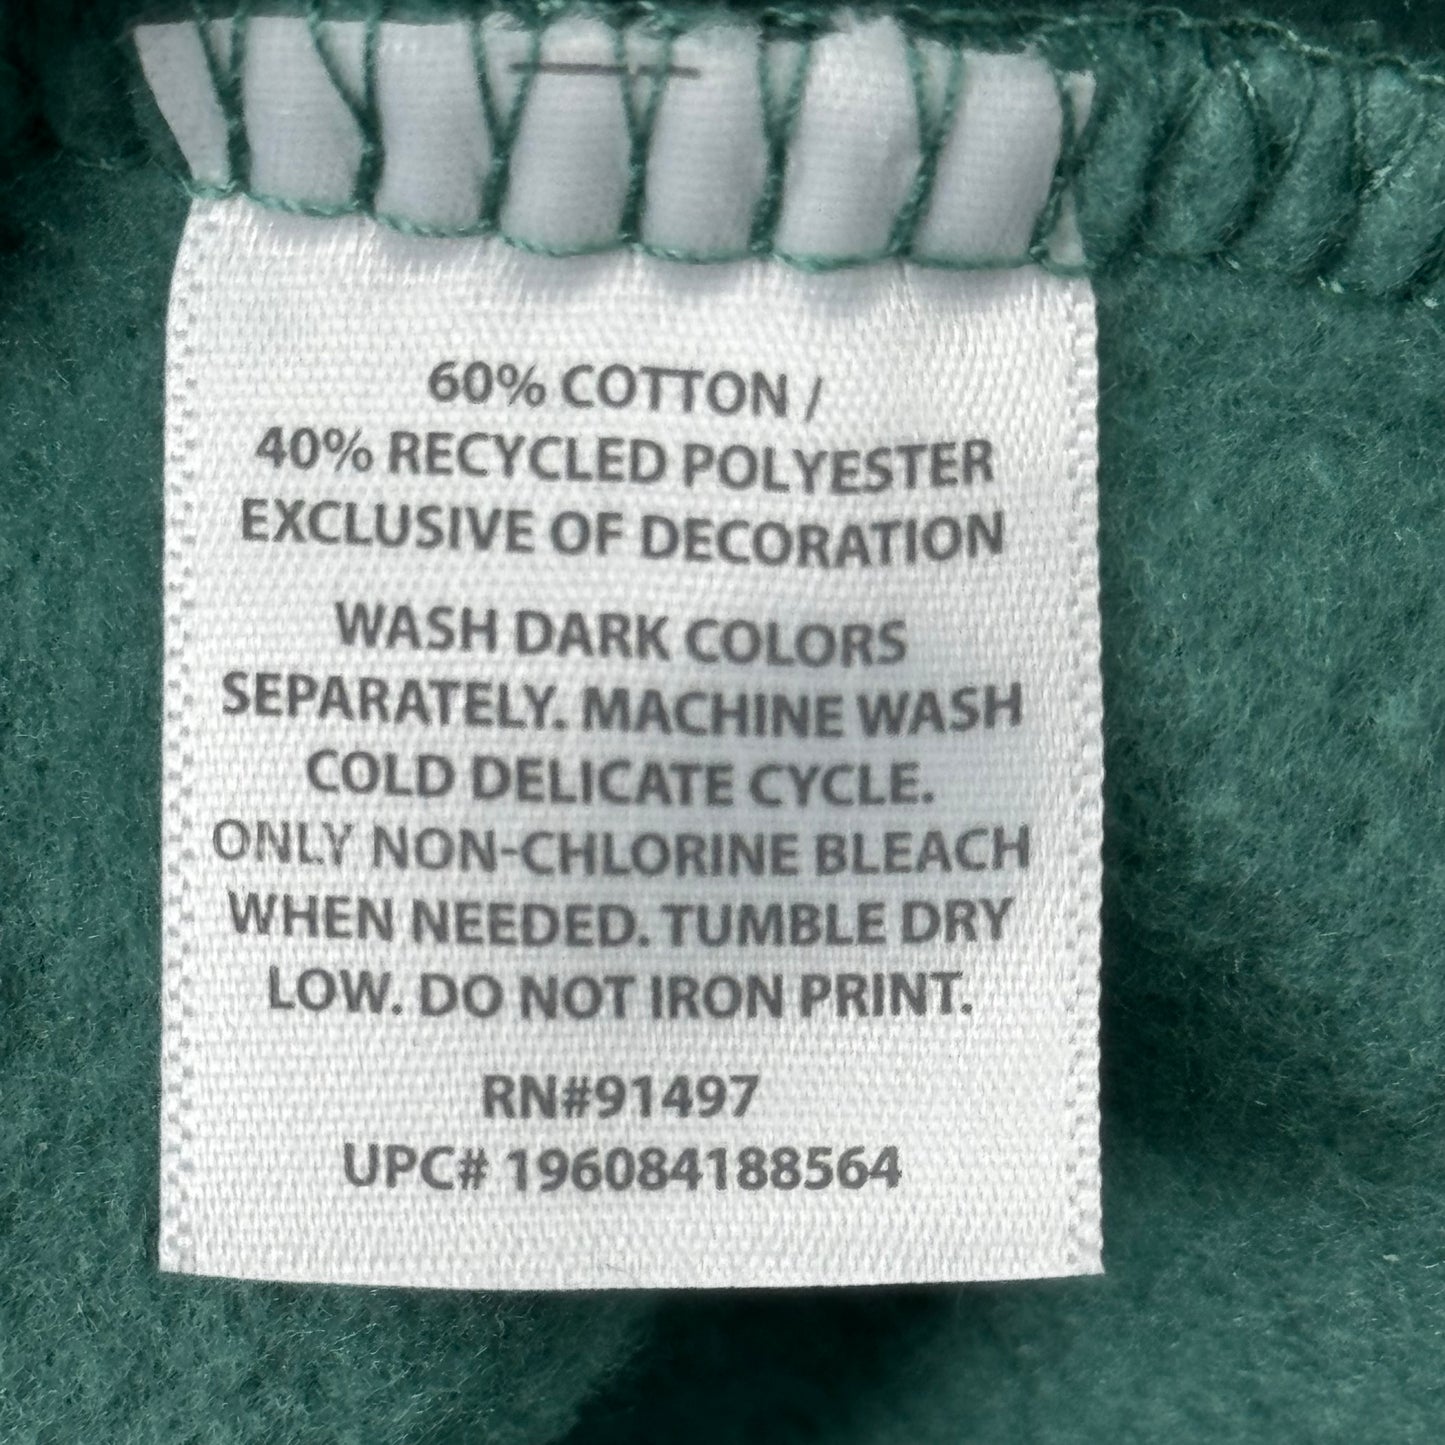 60% COTTON /
40% RECYCLED POLYESTER
EXCLUSIVE OF DECORATION
WASH DARK COLORS
SEPARATELY. MACHINE WASH
COLD DELICATE CYCLE.
ONLY NON-CHLORINE BLEACH
WHEN NEEDED. TUMBLE DRY
LOW. DO NOT IRON PRINT.
RN#91497
UPC# 196084188564